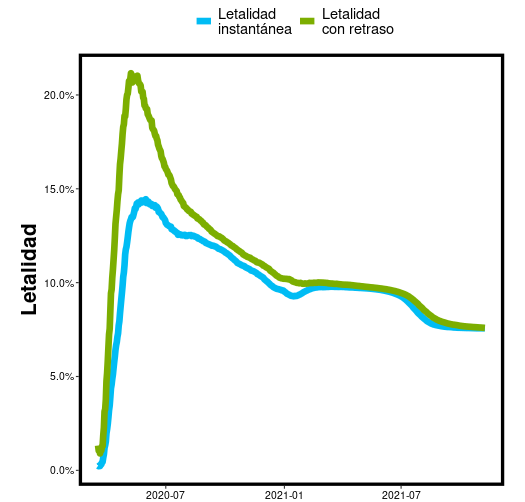 Letalidad
instantánea
Letalidad
con retraso
Letalidad
20.0%
15.0%
10.0%
5.0%
0.0%
2020-07
2021-01
2021-07